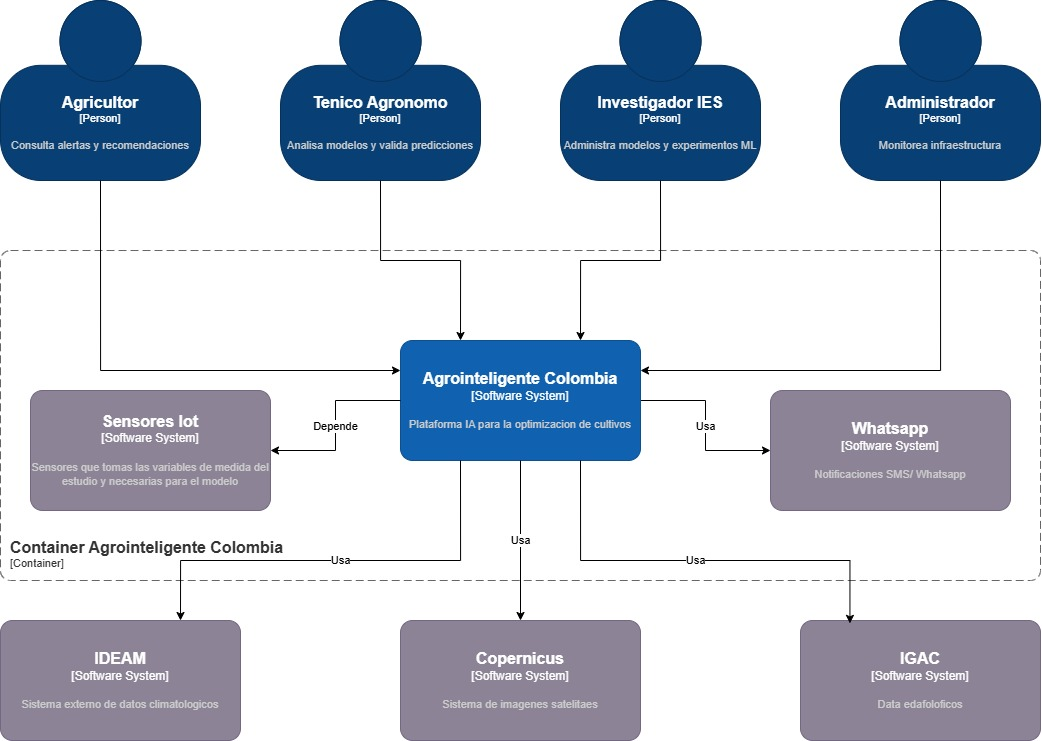 Agricultor
[Person]
Consulta alertas y recomendaciones
Tenico Agronomo
[Person]
Analisa modelos y valida predicciones
Investigador IES
[Person]
Administra modelos y experimentos ML
Administrador
[Person]
Monitorea infraestructura
Agrointeligente Colombia
[Software System]
Plataforma IA para la optimizacion de cultivos
Sensores Iot
[Software System]
Sensores que tomas las variables de medida del
estudio y necesarias para el modelo
Depende
Usa
Whatsapp
[Software System]
Notificaciones SMS/ Whatsapp
Container Agrointeligente Colombia
[Container]
Usa
Usa
Usa
IDEAM
[Software System]
Sistema externo de datos climatologicos
Copernicus
[Software System]
Sistema de imagenes satelitaes
IGAC
[Software System]
Data edafoloficos